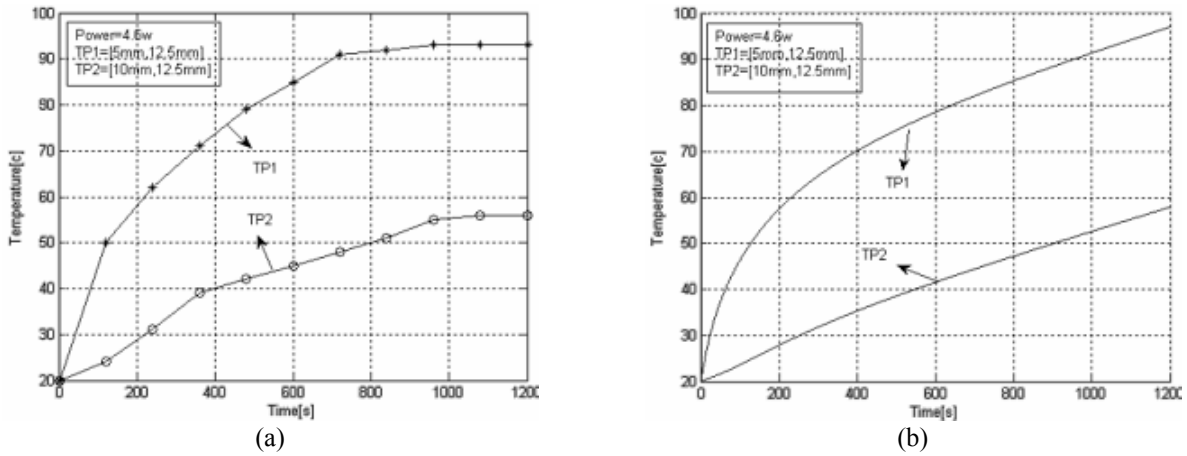 Power=4.6w
TP1=[5mm,12.5mm]
TP2=[10mm,12.5mm]
100
90
80
70
60
50
40
30
20
Temperature[c]
TP1
TP2
0
200
400
600
800
1000
1200
Time[s]
(a)
Power=4.6w
TP1=[5mm,12.5mm]
TP2=[10mm,12.5mm]
100
90
80
70
60
50
40
30
20
Temperature[c]
TP1
TP2
0
200
400
600
800
1000
1200
Time[s]
(b)